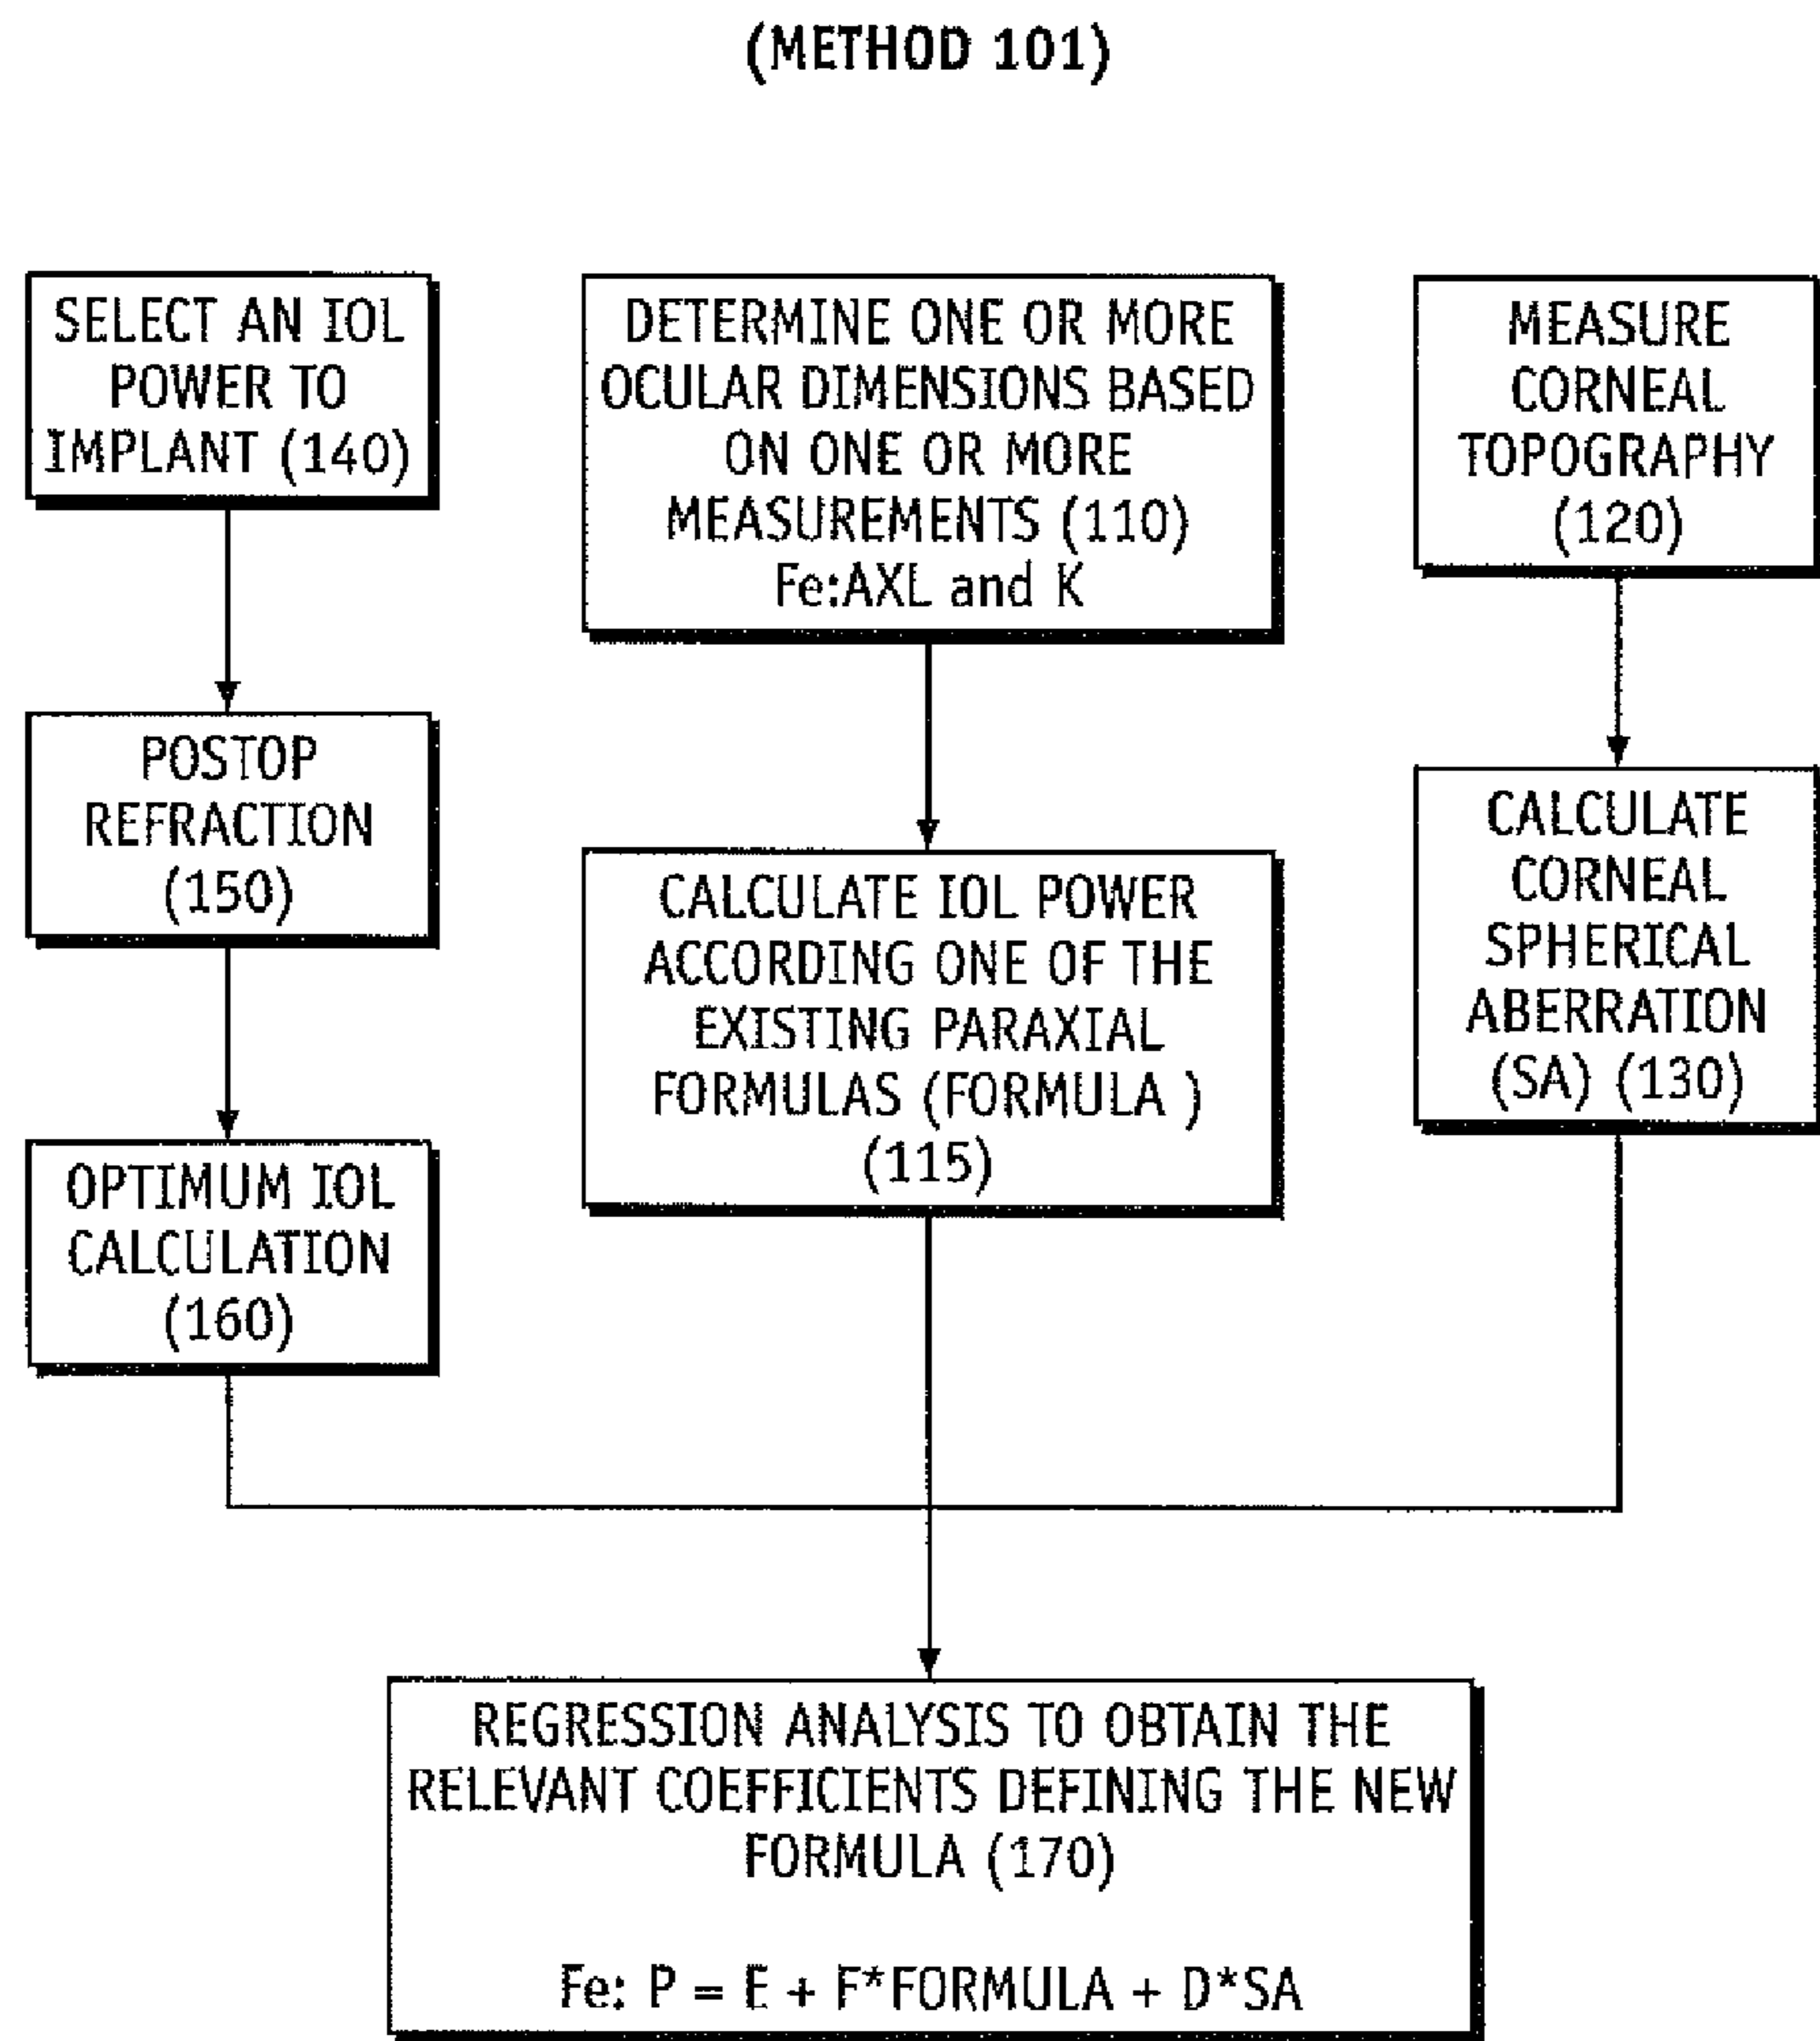 (METHOD 101)
SELECT AN IOL
POWER TO
IMPLANT (140)
POSTOP
REFRACTION
(150)
OPTIMUM IOL
CALCULATION
(160)
DETERMINE ONE OR MORE
OCULAR DIMENSIONS BASED
ON ONE OR MORE
MEASUREMENTS (110)
Fe:AXL and K
CALCULATE IOL POWER
ACCORDING ONE OF THE
EXISTING PARAXIAL
FORMULAS (FORMULA )
(115)
MEASURE
CORNEAL
TOPOGRAPHY
(120)
CALCULATE
CORNEAL
SPHERICAL
ABERRATION
(SA) (130)
REGRESSION ANALYSIS TO OBTAIN THE
RELEVANT COEFFICIENTS DEFINING THE NEW
FORMULA (170)
Fe: P = E + F*FORMULA + D*SA